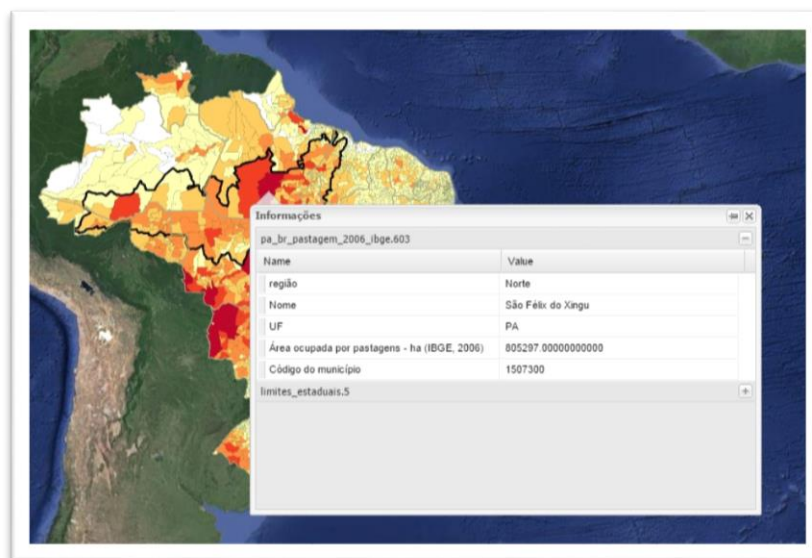 Informações
pa_br_pastagem_2006_ibge.603
Name Value
região Norte
Nome São Félix do Xingu
UF PA
Área ocupada por pastagens - ha (IBGE, 2006) 805297.00000000000
Código do município 1507300
limites_estaduais.5